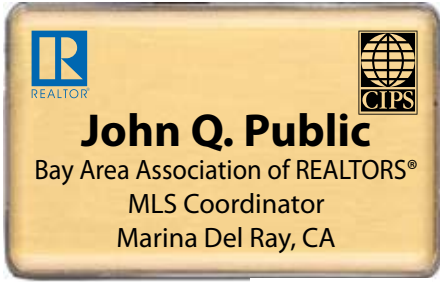 REALTOR®
CIPS
John Q. Public
Bay Area Association of REALTORS®
MLS Coordinator
Marina Del Ray, CA